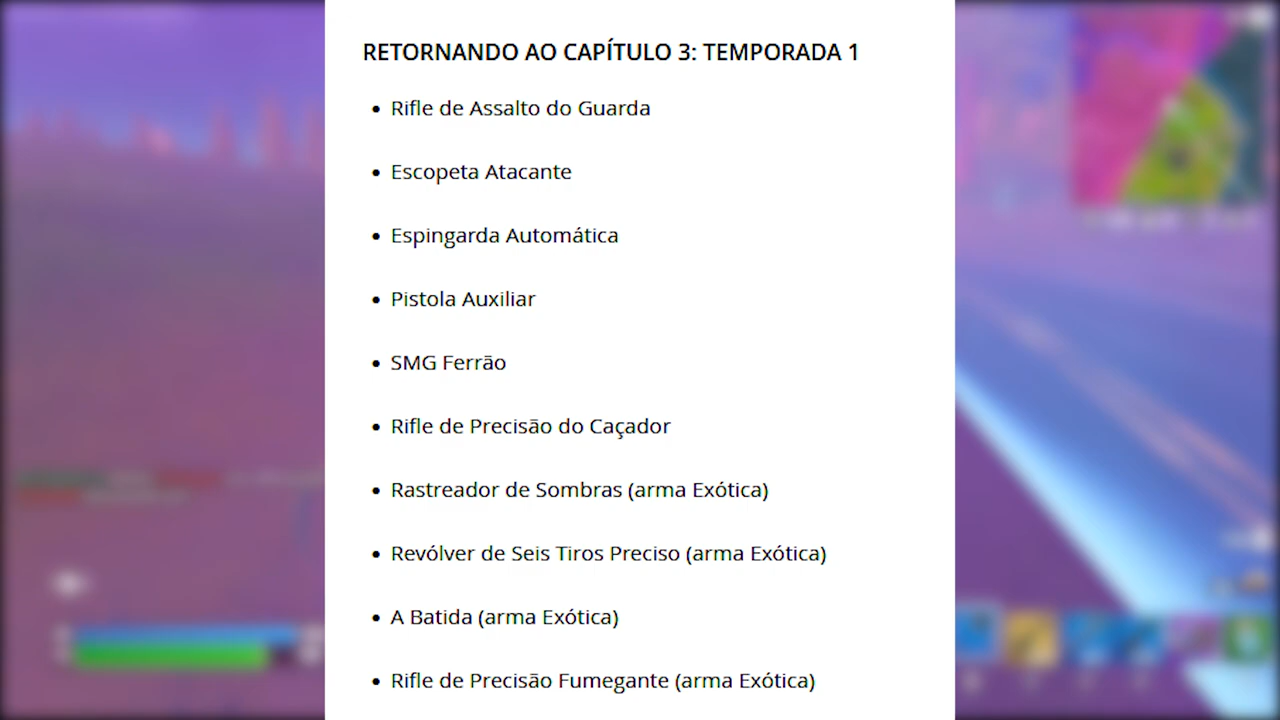 RETORNANDO AO CAPÍTULO 3: TEMPORADA 1
Rifle de Assalto do Guarda
Escopeta Atacante
Espingarda Automática
Pistola Auxiliar
SMG Ferrão
Rifle de Precisão do Caçador
Rastreador de Sombras (arma Exótica)
Revólver de Seis Tiros Preciso (arma Exótica)
A Batida (arma Exótica)
Rifle de Precisão Fumegante (arma Exótica)